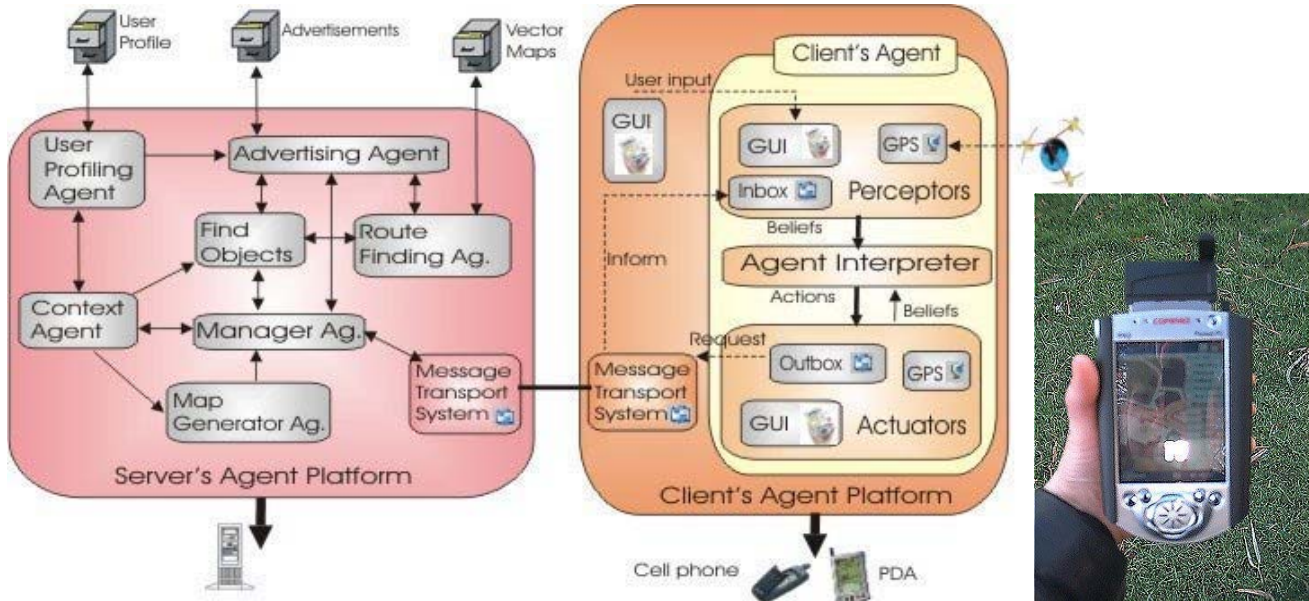 User
Profile
Advertisements
Vector
Maps
User
Profiling
Agent
Advertising Agent
Find
Objects
Route
Finding Ag.
Context
Agent
Manager Ag.
Map
Generator Ag.
Message
Transport
System
Server's Agent Platform
Client's Agent
User input
GUI
GUI
GPS
Inbox
Perceptors
Beliefs
Inform
Agent Interpreter
Actions
Beliefs
Request
Message
Transport
System
Outbox
GPS
GUI
Actuators
Client's Agent Platform
Cell phone
PDA
COMPAQ